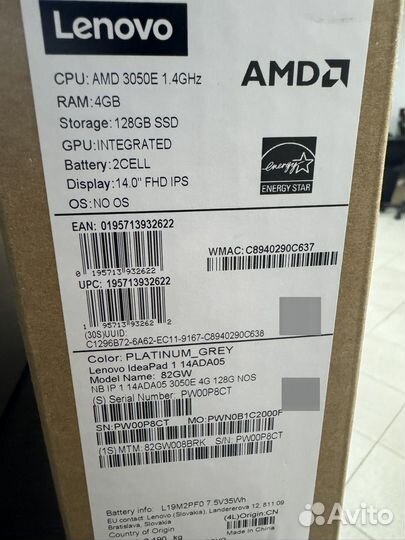 Lenovo
CPU: AMD 3050E 1.4GHz
AMD
RAM:4GB
Storage:128GB SSD
GPU:INTEGRATED
Battery:2CELL
Display:14.0" FHD IPS
OS:NO OS
energy
ENERGY STAR
EAN: 0195713932622
WMAC:C8940290C637
0 195713 932622
UPC: 195713932622
1 95713 93262 2
(30S)UUID:
C1296B72-6A62-EC11-9167-C8940290C638
Color: PLATINUM_GREY
Lenovo IdeaPad 1 14ADA05
Model Name: 82GW
NB IP 1 14ADA05 3050E 4G 128G NOS
(S) Serial Number: PW00P8CT
SN:PW00P8CT MO:PWN0B1C2000F
(1S) MTM: 82GW008BRK S/N: PW00P8CT
Battery info: L19M2PF0 7.5V35Wh
EU contact: Lenovo (Slovakia), Landererova 12, 811 09
Bratislava, Slovakia (4L)Origin:CN
Country of Origin
kg
Avito